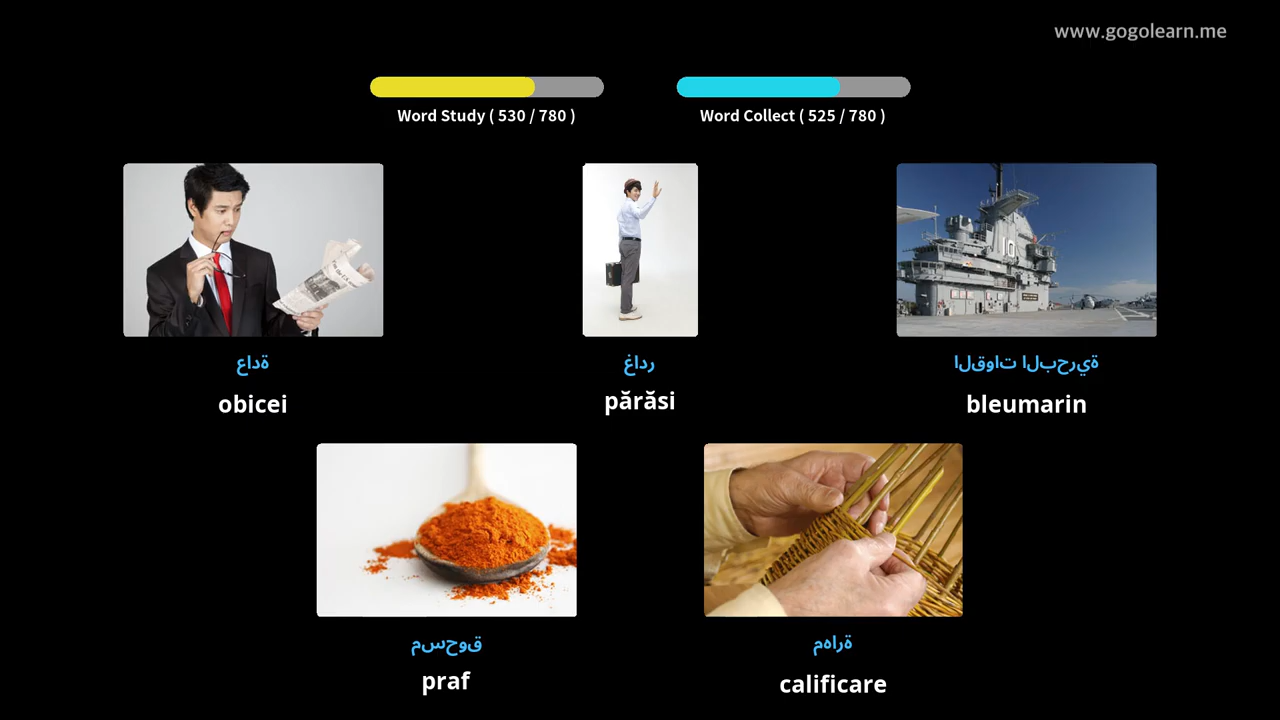 www.gogolearn.me
Word Study ( 530 / 780 )
Word Collect ( 525 / 780 )
عادة
obicei
غادر
părăsi
القوات البحرية
bleumarin
مسحوق
praf
مهارة
calificare